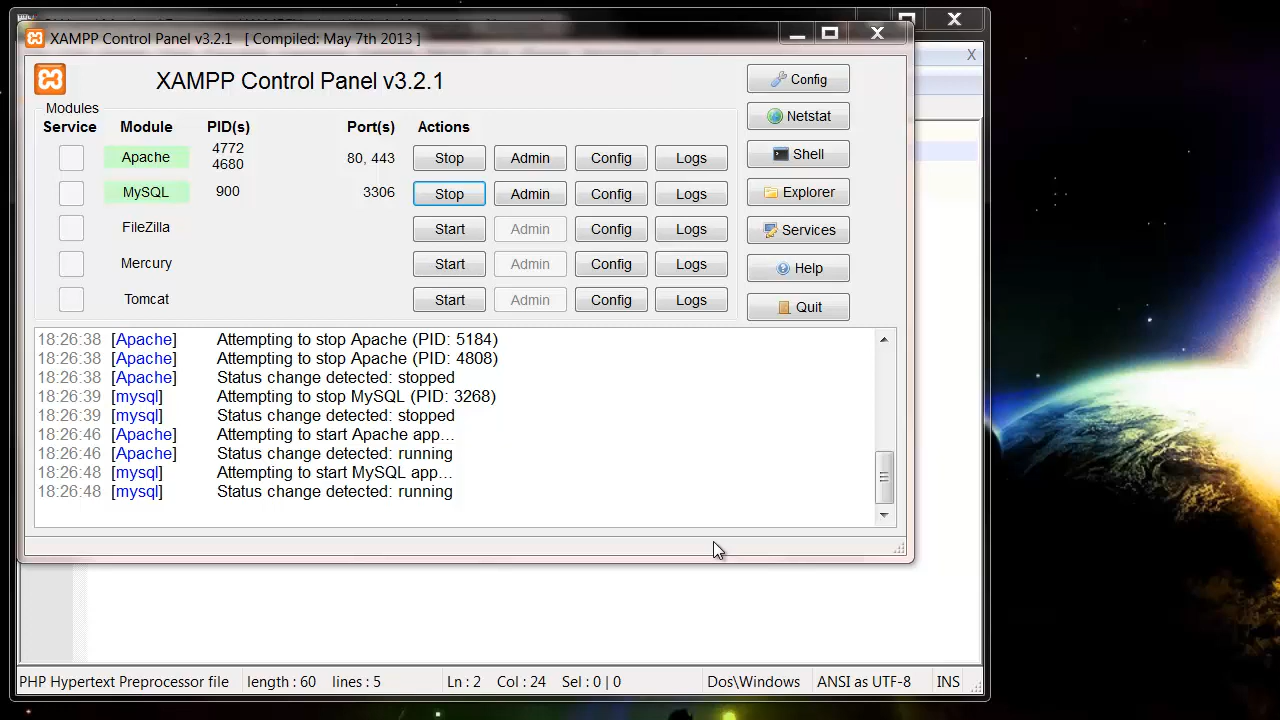 XAMPP Control Panel v3.2.1 [ Compiled: May 7th 2013 ]
XAMPP Control Panel v3.2.1
Config
Netstat
Shell
Explorer
Services
Help
Quit
Modules
Service Module PID(s) Port(s) Actions
Apache 4772 4680 80, 443 Stop Admin Config Logs
MySQL 900 3306 Stop Admin Config Logs
FileZilla Start Admin Config Logs
Mercury Start Admin Config Logs
Tomcat Start Admin Config Logs
18:26:38 [Apache] Attempting to stop Apache (PID: 5184)
18:26:38 [Apache] Attempting to stop Apache (PID: 4808)
18:26:38 [Apache] Status change detected: stopped
18:26:39 [mysql] Attempting to stop MySQL (PID: 3268)
18:26:39 [mysql] Status change detected: stopped
18:26:46 [Apache] Attempting to start Apache app...
18:26:46 [Apache] Status change detected: running
18:26:48 [mysql] Attempting to start MySQL app...
18:26:48 [mysql] Status change detected: running
PHP Hypertext Preprocessor file length : 60 lines : 5 Ln : 2 Col : 24 Sel : 0 | 0 Dos\Windows ANSI as UTF-8 INS